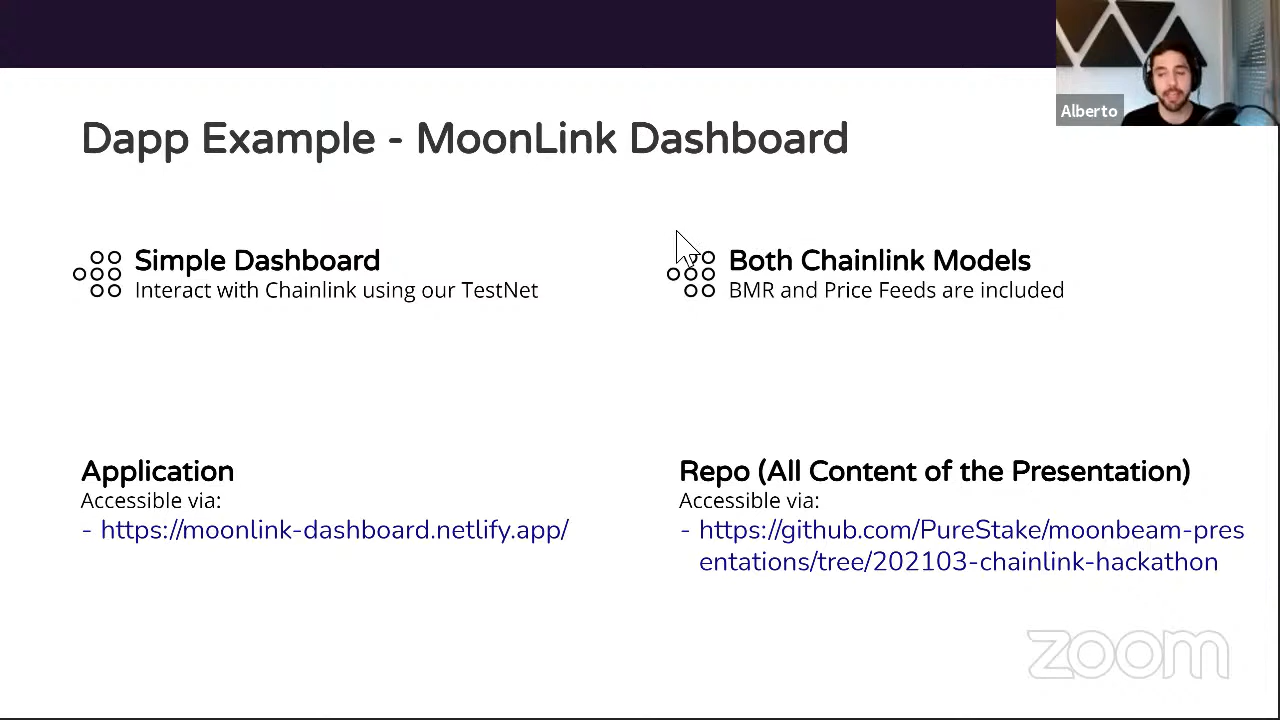 Alberto
Dapp Example - MoonLink Dashboard
Simple Dashboard
Interact with Chainlink using our TestNet
Both Chainlink Models
BMR and Price Feeds are included
Application
Accessible via:
- https://moonlink-dashboard.netlify.app/
Repo (All Content of the Presentation)
Accessible via:
- https://github.com/PureStake/moonbeam-pres
entations/tree/202103-chainlink-hackathon
zoom